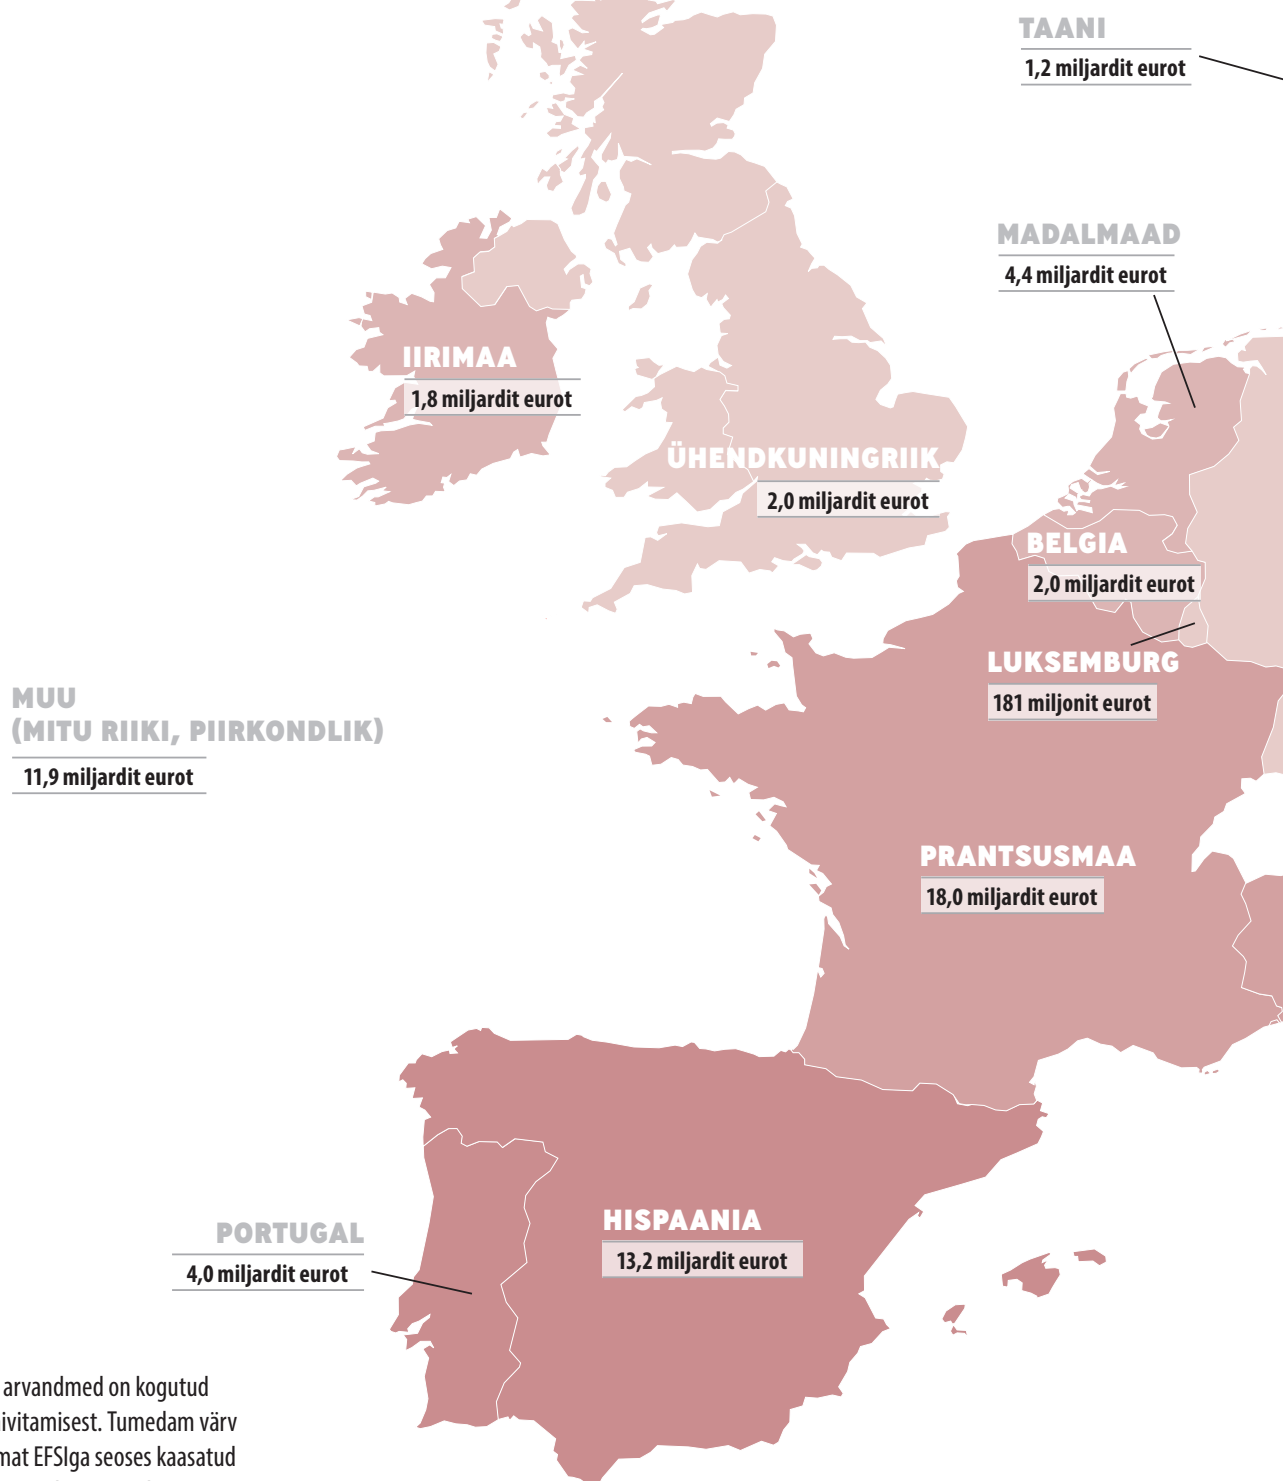 TAANI
1,2 miljardit eurot
MADALMAAD
4,4 miljardit eurot
IIRIMAA
1,8 miljardit eurot
ÜHENDKUNINGRIIK
2,0 miljardit eurot
BELGIA
2,0 miljardit eurot
LUKSEMBURG
181 miljonit eurot
MUU
(MITU RIIKI, PIIRKONDLIK)
11,9 miljardit eurot
PRANTSUSMAA
18,0 miljardit eurot
HISPAANIA
13,2 miljardit eurot
PORTUGAL
4,0 miljardit eurot
arvandmed on kogutud
ivitamisest. Tumedam värv
mat EFSIga seoses kaasatud